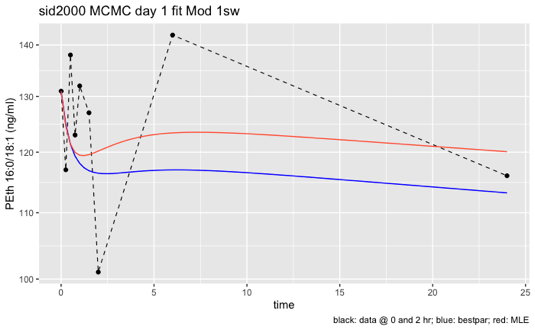 sid2000 MCMC day 1 fit Mod 1sw
PEth 16:0/18:1 (ng/ml)
140
130
120
110
100
0
5
10
15
20
25
time
black: data @ 0 and 2 hr; blue: bestpar; red: MLE